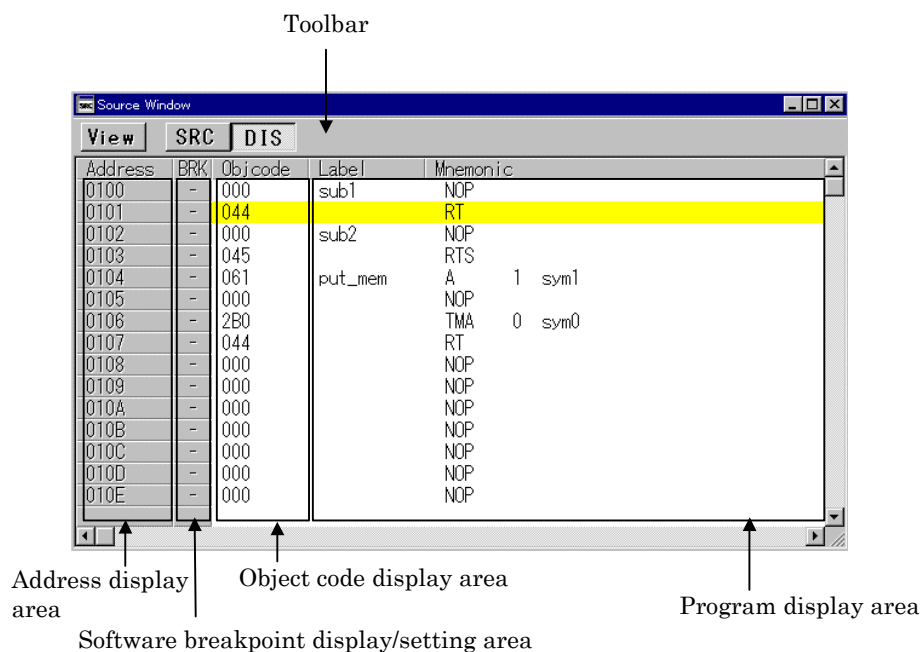 Toolbar
SRC Source Window
View SRC DIS
Address BRK Objcode Label Mnemonic
0100 - 000 sub1 NOP
0101 - 044 RT
0102 - 000 sub2 NOP
0103 - 045 RTS
0104 - 061 put_mem A 1 sym1
0105 - 000 NOP
0106 - 2B0 TMA 0 sym0
0107 - 044 RT
0108 - 000 NOP
0109 - 000 NOP
010A - 000 NOP
010B - 000 NOP
010C - 000 NOP
010D - 000 NOP
010E - 000 NOP
Address display
area
Object code display area
Program display area
Software breakpoint display/setting area